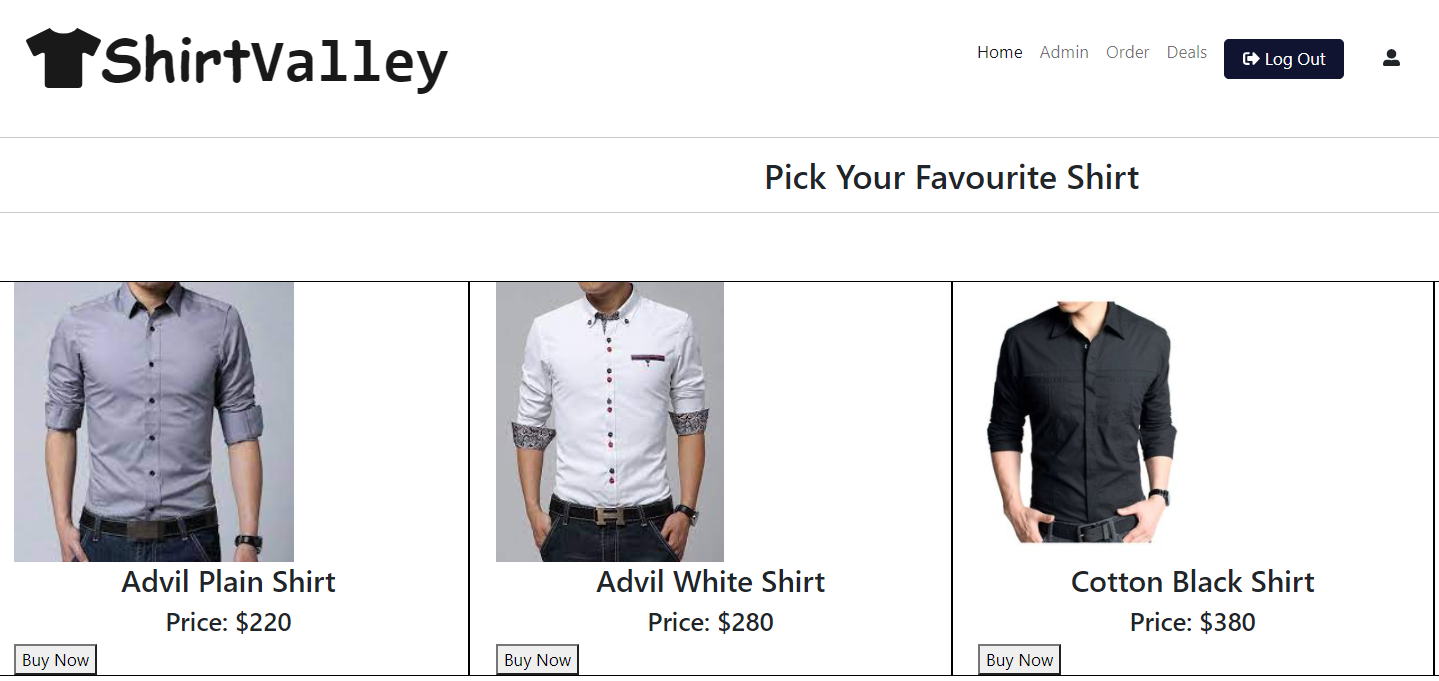 ShirtValley
Home Admin Order Deals Log Out
Pick Your Favourite Shirt
Advil Plain Shirt
Price: $220
Buy Now
Advil White Shirt
Price: $280
Buy Now
Cotton Black Shirt
Price: $380
Buy Now